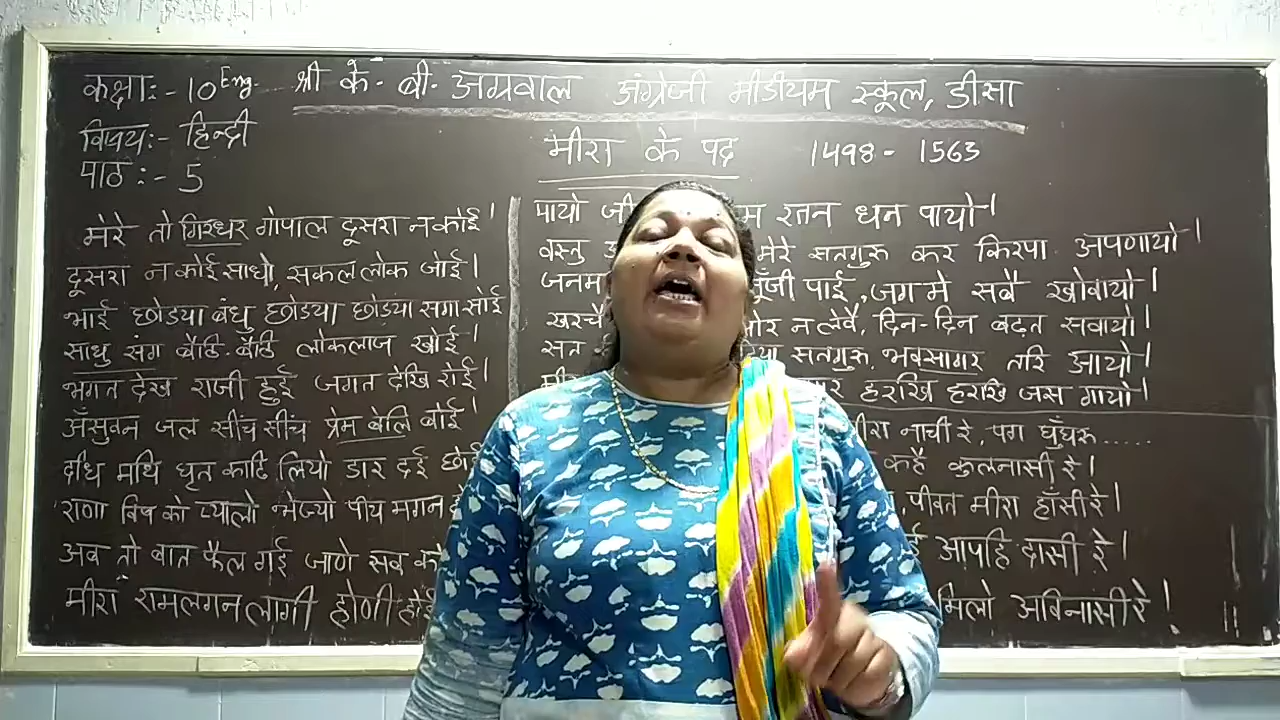 कक्षा:- 10 Eng. श्री के. बी. अग्रवाल अंग्रेजी मीडीयम स्कूल, डीसा
विषय:- हिन्दी
पाठ:- 5
मीरा के पद 1498 - 1563
मेरे तो गिरधर गोपाल दूसरा न कोई।
दूसरा न कोई साधो, सकल लोक जोई।
भाई छोड्या बंधु छोड्या छोड्या सगा सोई
साधु संग बैठि-बैठि लोकलाज खोई।
भगत देख राजी हुई जगत देखि रोई।
अँसुवन जल सींच सींच प्रेम बेलि बोई।
दधि मथि घृत काढि लियो डार दई
राणा विष को प्यालो भेज्यो पीय मगन
अब तो बात फैल गई जाणे सब
मीरां रामलगन लागी होणी
पायो जी रतन धन पायो।
वस्तु मेरे सतगुरु कर किरपा अपणायो।
जनम पूँजी पाई, जग मे सबै खोवायो।
खरचै न लेवै, दिन-दिन बढ़त सवायो।
सत सतगुरु, भवसागर तरि आयो।
हरखि हरखि जस गायो।
मीरा नाची रे, पग घुँघरू.....
कहै कुलनासी रे।
पीवत मीरा हाँसी रे।
आपहि दासी रे।
मिलो अबिनासी रे!